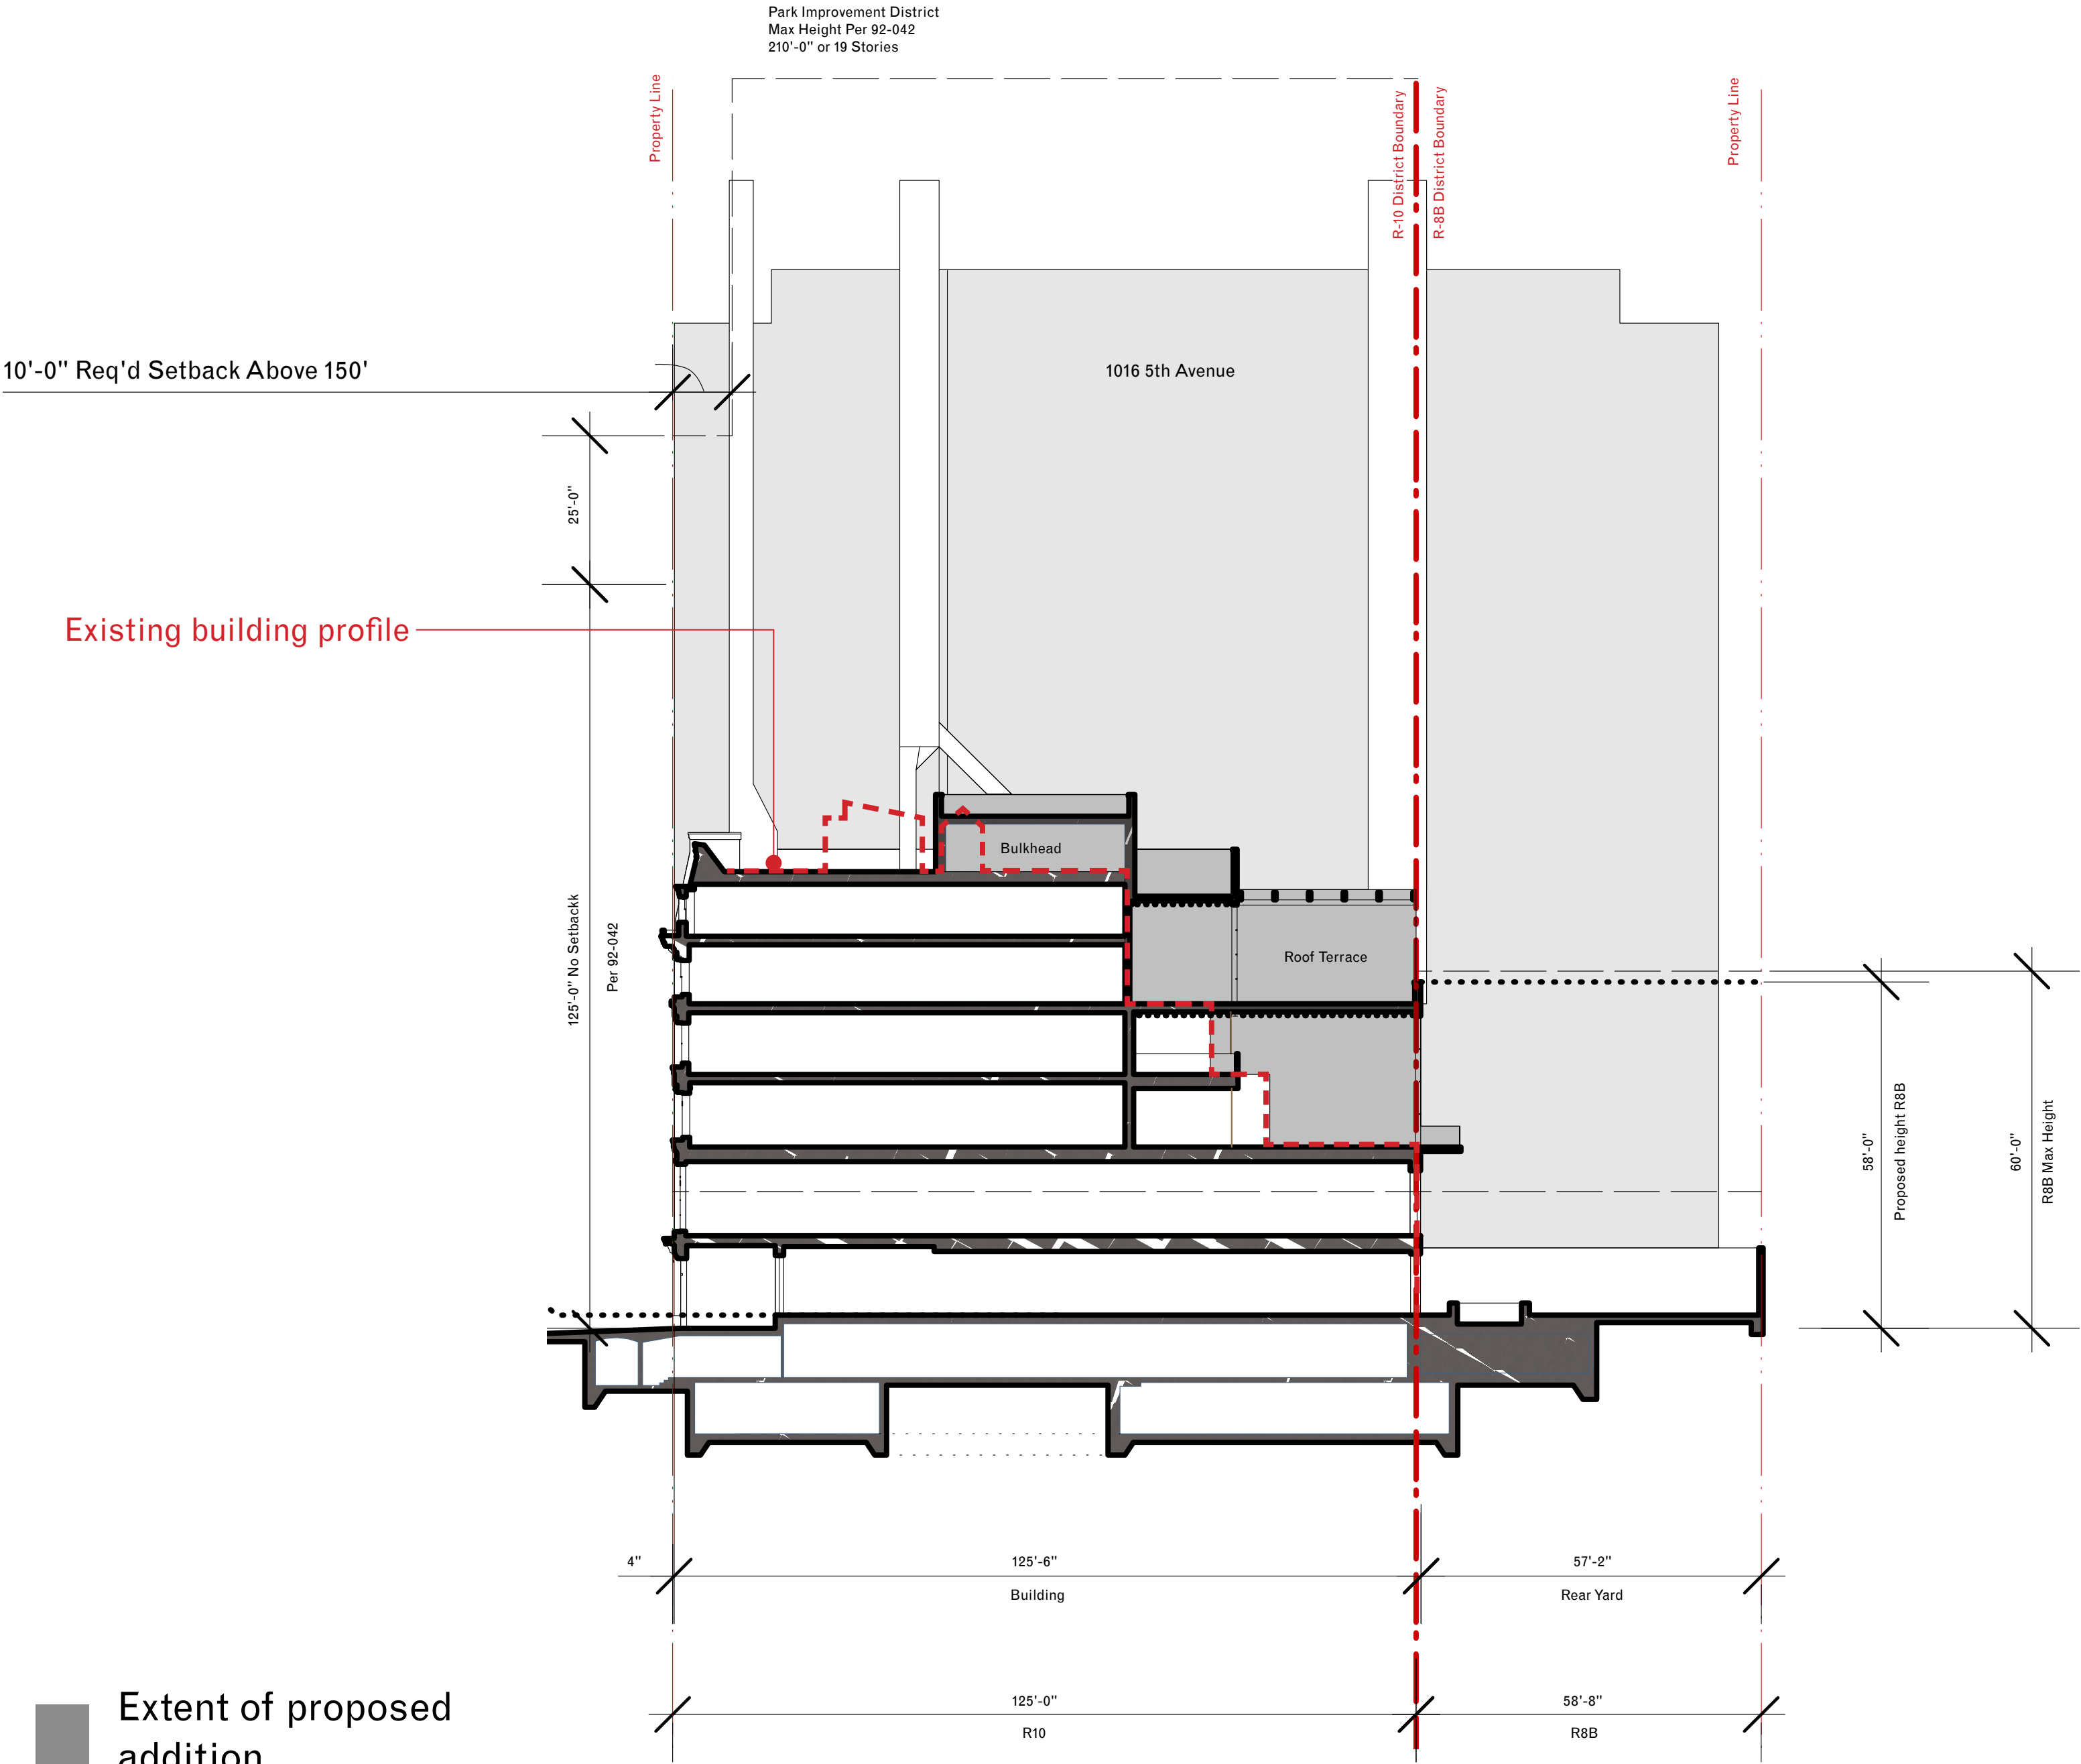 Park Improvement District
Max Height Per 92-042
210'-0" or 19 Stories
Property Line
R-10 District Boundary
R-8B District Boundary
Property Line
10'-0" Req'd Setback Above 150'
1016 5th Avenue
25'-0"
Existing building profile
Bulkhead
Roof Terrace
125'-0" No Setbackk
Per 92-042
58'-0"
Proposed height R8B
60'-0"
R8B Max Height
4"
125'-6"
Building
57'-2"
Rear Yard
125'-0"
R10
58'-8"
R8B
Extent of proposed
addition